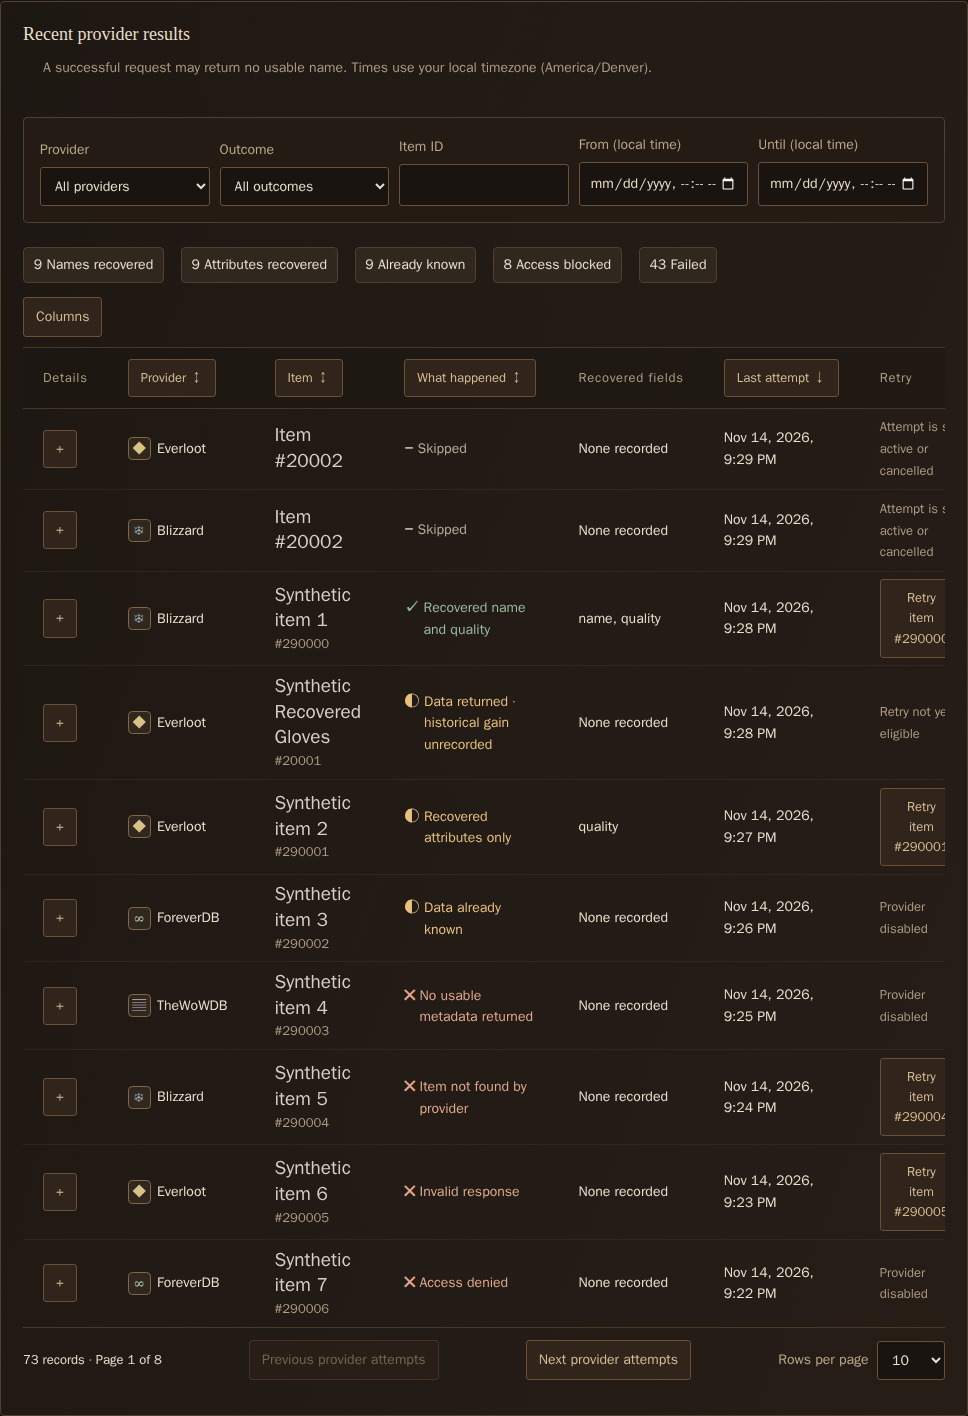 Recent provider results
A successful request may return no usable name. Times use your local timezone (America/Denver).
Provider
Outcome
Item ID
From (local time)
Until (local time)
All providers
All outcomes
mm/dd/yyyy, --:-- --
mm/dd/yyyy, --:-- --
9 Names recovered
9 Attributes recovered
9 Already known
8 Access blocked
43 Failed
Columns
Details
Provider ↕
Item ↕
What happened ↕
Recovered fields
Last attempt ↓
Retry
+
Everloot
Item
#20002
– Skipped
None recorded
Nov 14, 2026,
9:29 PM
Attempt is
active or
cancelled
+
Blizzard
Item
#20002
– Skipped
None recorded
Nov 14, 2026,
9:29 PM
Attempt is
active or
cancelled
+
Blizzard
Synthetic
item 1
#290000
✓ Recovered name
and quality
name, quality
Nov 14, 2026,
9:28 PM
Retry
item
#290000
+
Everloot
Synthetic
Recovered
Gloves
#20001
Data returned ·
historical gain
unrecorded
None recorded
Nov 14, 2026,
9:28 PM
Retry not
eligible
+
Everloot
Synthetic
item 2
#290001
Recovered
attributes only
quality
Nov 14, 2026,
9:27 PM
Retry
item
#290001
+
ForeverDB
Synthetic
item 3
#290002
Data already
known
None recorded
Nov 14, 2026,
9:26 PM
Provider
disabled
+
TheWoWDB
Synthetic
item 4
#290003
✕ No usable
metadata returned
None recorded
Nov 14, 2026,
9:25 PM
Provider
disabled
+
Blizzard
Synthetic
item 5
#290004
✕ Item not found by
provider
None recorded
Nov 14, 2026,
9:24 PM
Retry
item
#290004
+
Everloot
Synthetic
item 6
#290005
✕ Invalid response
None recorded
Nov 14, 2026,
9:23 PM
Retry
item
#290005
+
ForeverDB
Synthetic
item 7
#290006
✕ Access denied
None recorded
Nov 14, 2026,
9:22 PM
Provider
disabled
73 records · Page 1 of 8
Previous provider attempts
Next provider attempts
Rows per page
10